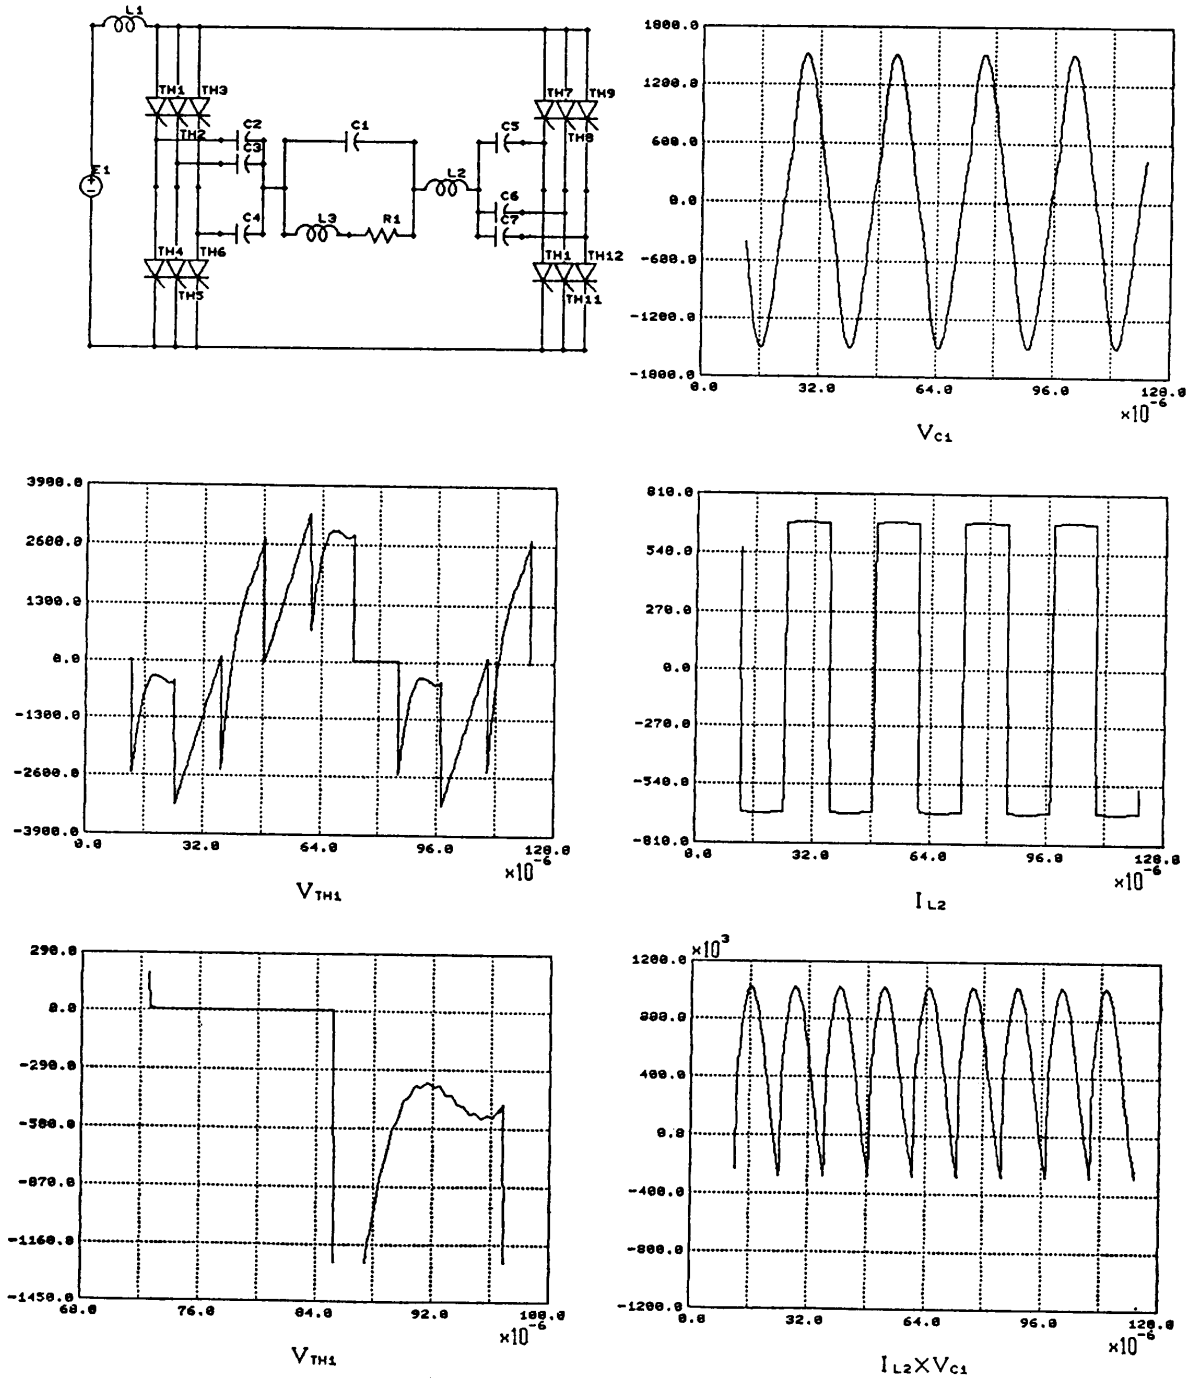 L1
TH1 TH3
TH2
C2
C3
C1
C5
TH7 TH9
TH8
E1
L2
C4
L3
R1
C6
C7
TH4 TH6
TH5
TH1 TH12
TH11
1800.0
1200.0
600.0
0.0
-600.0
-1200.0
-1800.0
0.0 32.0 64.0 96.0 128.0
×10⁻⁶
VC1
3900.0
2600.0
1300.0
0.0
-1300.0
-2600.0
-3900.0
0.0 32.0 64.0 96.0 128.0
×10⁻⁶
VTH1
810.0
540.0
270.0
0.0
-270.0
-540.0
-810.0
0.0 32.0 64.0 96.0 128.0
×10⁻⁶
IL2
290.0
0.0
-290.0
-580.0
-870.0
-1160.0
-1450.0
68.0 76.0 84.0 92.0 100.0
×10⁻⁶
VTH1
×10³
1200.0
800.0
400.0
0.0
-400.0
-800.0
-1200.0
0.0 32.0 64.0 96.0 128.0
×10⁻⁶
IL2×VC1